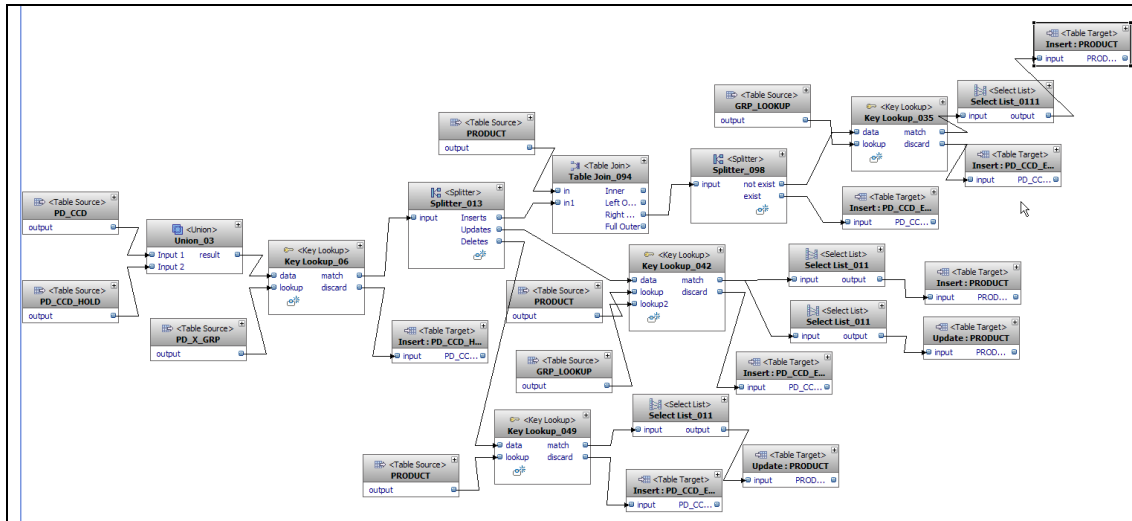 <Table Target>
Insert : PRODUCT
input PROD...
<Table Source>
GRP_LOOKUP
output
<Key Lookup>
Key Lookup_035
data match
lookup discard
<Select List>
Select List_0111
input output
<Table Source>
PRODUCT
output
<Table Join>
Table Join_094
in Inner
in1 Left O...
Right ...
Full Outer
<Splitter>
Splitter_098
input not exist
exist
<Table Target>
Insert : PD_CCD_E...
input PD_CC...
<Table Target>
Insert : PD_CCD_E...
input PD_CC...
<Table Source>
PD_CCD
output
<Union>
Union_03
Input 1 result
Input 2
<Table Source>
PD_CCD_HOLD
output
<Table Source>
PD_X_GRP
output
<Key Lookup>
Key Lookup_06
data match
lookup discard
<Splitter>
Splitter_013
input Inserts
Updates
Deletes
<Table Target>
Insert : PD_CCD_H...
input PD_CC...
<Table Source>
PRODUCT
output
<Table Source>
GRP_LOOKUP
output
<Key Lookup>
Key Lookup_042
data match
lookup discard
lookup2
<Select List>
Select List_011
input output
<Table Target>
Insert : PRODUCT
input PROD...
<Select List>
Select List_011
input output
<Table Target>
Update : PRODUCT
input PROD...
<Table Target>
Insert : PD_CCD_E...
input PD_CC...
<Table Source>
PRODUCT
output
<Key Lookup>
Key Lookup_049
data match
lookup discard
<Select List>
Select List_011
input output
<Table Target>
Update : PRODUCT
input PROD...
<Table Target>
Insert : PD_CCD_E...
input PD_CC...